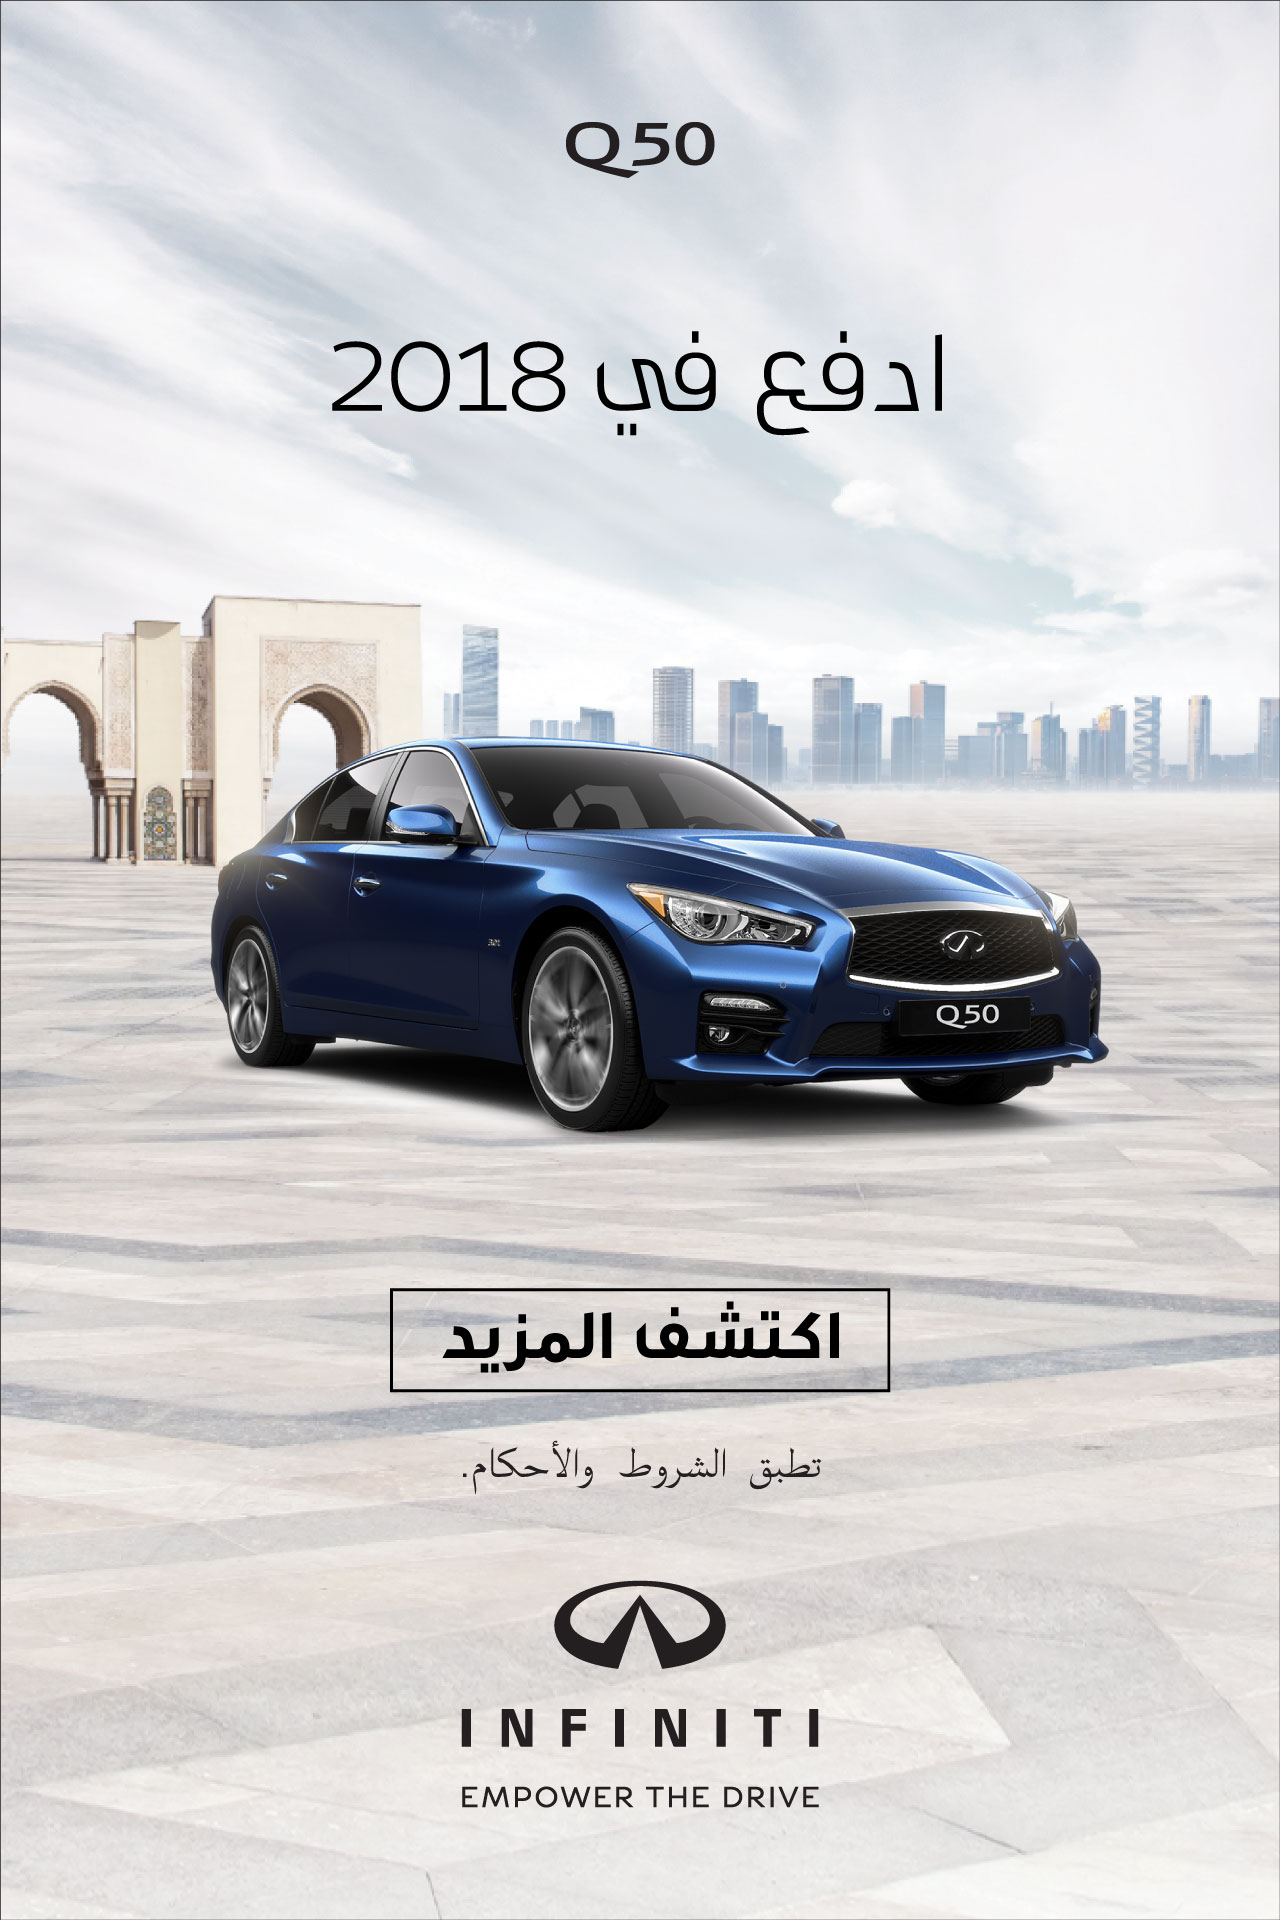 Q50
ادفع في 2018
Q50
اكتشف المزيد
تطبق الشروط والأحكام.
INFINITI
EMPOWER THE DRIVE